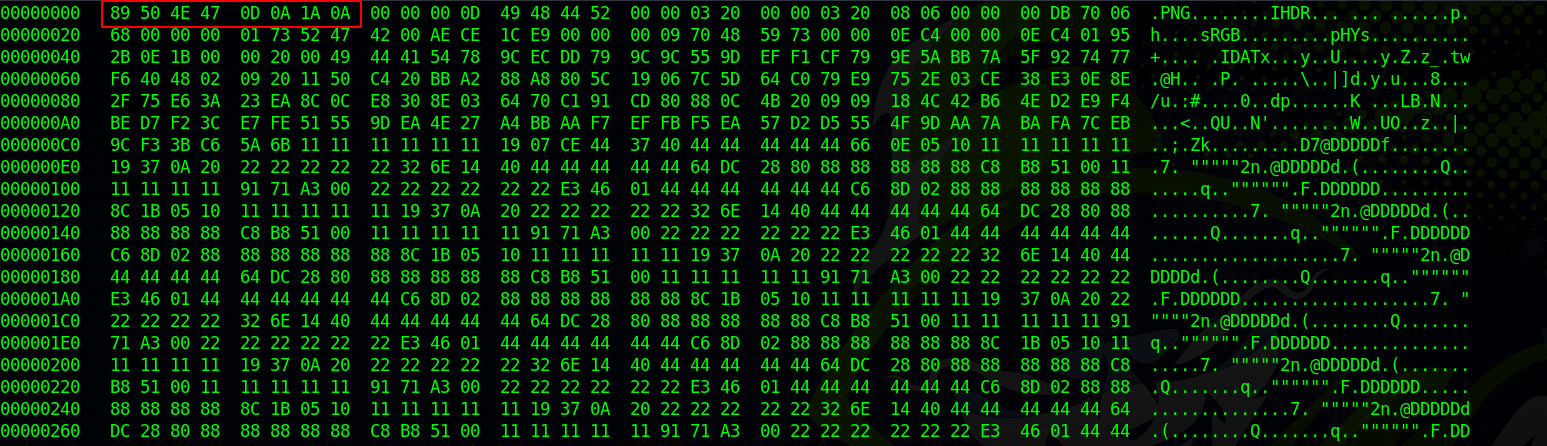 00000000 89 50 4E 47 0D 0A 1A 0A 00 00 00 0D 49 48 44 52 00 00 03 20 00 00 03 20 08 06 00 00 00 DB 70 06 .PNG........IHDR... ... ......p.
00000020 68 00 00 00 01 73 52 47 42 00 AE CE 1C E9 00 00 00 09 70 48 59 73 00 00 0E C4 00 00 0E C4 01 95 h....sRGB.........pHYs..........
00000040 2B 0E 1B 00 00 20 00 49 44 41 54 78 9C EC DD 79 9C 9C 55 9D EF F1 CF 79 9E 5A BB 7A 5F 92 74 77 +.... .IDATx...y..U....y.Z.z_.tw
00000060 F6 40 48 02 09 20 11 50 C4 20 BB A2 88 A8 80 5C 19 06 7C 5D 64 C0 79 E9 75 2E 03 CE 38 E3 0E 8E .@H.. .P. .....\..|]d.y.u...8...
00000080 2F 75 E6 3A 23 EA 8C 0C E8 30 8E 03 64 70 C1 91 CD 80 88 0C 4B 20 09 09 18 4C 42 B6 4E D2 E9 F4 /u.:#....0..dp......K ...LB.N...
000000A0 BE D7 F2 3C E7 FE 51 55 9D EA 4E 27 A4 BB AA F7 EF FB F5 EA 57 D2 D5 55 4F 9D AA 7A BA FA 7C EB ...<..QU..N'........W..UO..z..|.
000000C0 9C F3 3B C6 5A 6B 11 11 11 11 11 11 19 07 CE 44 37 40 44 44 44 44 44 66 0E 05 10 11 11 11 11 11 ..;.Zk.........D7@DDDDDf........
000000E0 19 37 0A 20 22 22 22 22 22 32 6E 14 40 44 44 44 44 44 64 DC 28 80 88 88 88 88 88 C8 B8 51 00 11 .7. """""2n.@DDDDDd.(........Q..
00000100 11 11 11 11 91 71 A3 00 22 22 22 22 22 22 E3 46 01 44 44 44 44 44 44 C6 8D 02 88 88 88 88 88 88 .....q..""""""​.F.DDDDDD.........
00000120 8C 1B 05 10 11 11 11 11 11 19 37 0A 20 22 22 22 22 22 32 6E 14 40 44 44 44 44 44 64 DC 28 80 88 ..........7. """""2n.@DDDDDd.(..
00000140 88 88 88 88 C8 B8 51 00 11 11 11 11 11 91 71 A3 00 22 22 22 22 22 22 E3 46 01 44 44 44 44 44 44 ......Q.......q.."""""".F.DDDDDD
00000160 C6 8D 02 88 88 88 88 88 88 8C 1B 05 10 11 11 11 11 11 19 37 0A 20 22 22 22 22 22 32 6E 14 40 44 ...................7. """""2n.@D
00000180 44 44 44 44 64 DC 28 80 88 88 88 88 88 C8 B8 51 00 11 11 11 11 11 91 71 A3 00 22 22 22 22 22 22 DDDDd.(........Q.......q..""""""
000001A0 E3 46 01 44 44 44 44 44 44 C6 8D 02 88 88 88 88 88 88 8C 1B 05 10 11 11 11 11 11 19 37 0A 20 22 .F.DDDDDD...................7. "
000001C0 22 22 22 22 32 6E 14 40 44 44 44 44 44 64 DC 28 80 88 88 88 88 88 C8 B8 51 00 11 11 11 11 11 91 """"2n.@DDDDDd.(........Q.......
000001E0 71 A3 00 22 22 22 22 22 22 E3 46 01 44 44 44 44 44 44 C6 8D 02 88 88 88 88 88 88 8C 1B 05 10 11 q.."""""".F.DDDDDD..............
00000200 11 11 11 11 19 37 0A 20 22 22 22 22 22 32 6E 14 40 44 44 44 44 44 64 DC 28 80 88 88 88 88 88 C8 .....7. """""2n.@DDDDDd.(.......
00000220 B8 51 00 11 11 11 11 11 91 71 A3 00 22 22 22 22 22 22 E3 46 01 44 44 44 44 44 44 C6 8D 02 88 88 .Q.......q.."""""".F.DDDDDD.....
00000240 88 88 88 88 8C 1B 05 10 11 11 11 11 11 19 37 0A 20 22 22 22 22 22 32 6E 14 40 44 44 44 44 44 64 ..............7. """""2n.@DDDDDd
00000260 DC 28 80 88 88 88 88 88 C8 B8 51 00 11 11 11 11 11 91 71 A3 00 22 22 22 22 22 22 E3 46 01 44 44 .(........Q.......q.."""""".F.DD